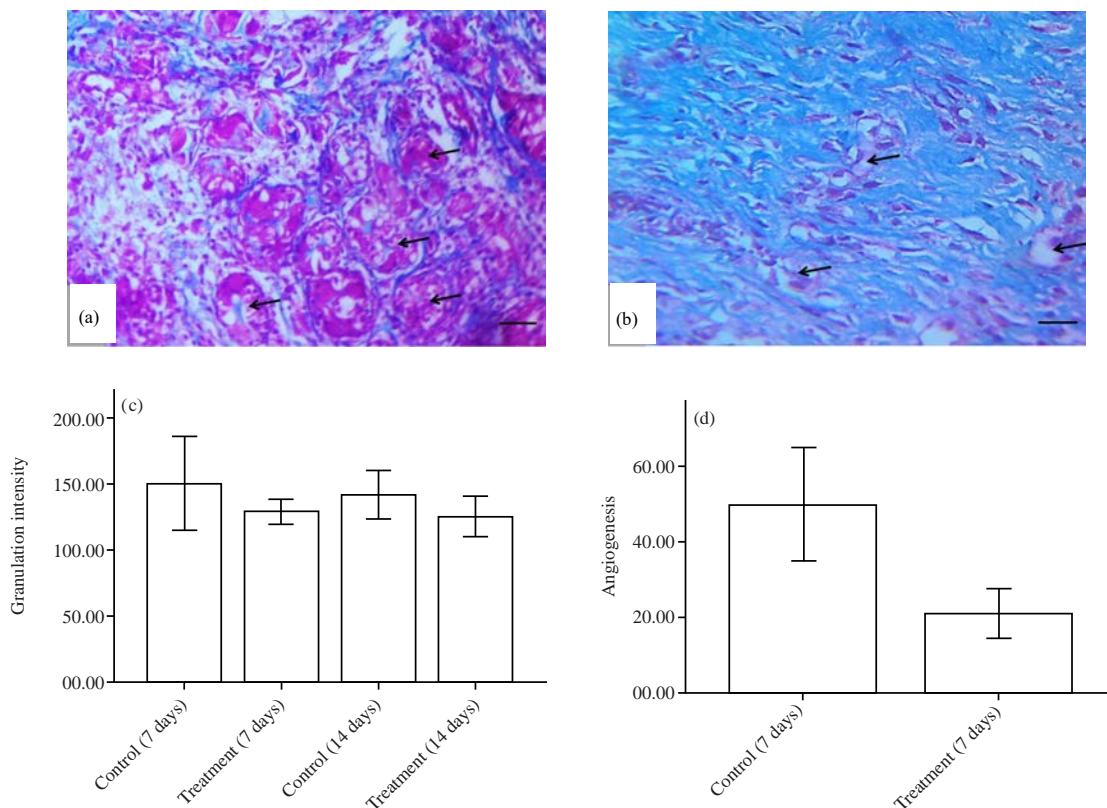 (a)
(b)
(c)
200.00
150.00
100.00
50.00
00.00
Granulation intensity
Control (7 days)
Treatment (7 days)
Control (14 days)
Treatment (14 days)
(d)
60.00
40.00
20.00
00.00
Angiogenesis
Control (7 days)
Treatment (7 days)